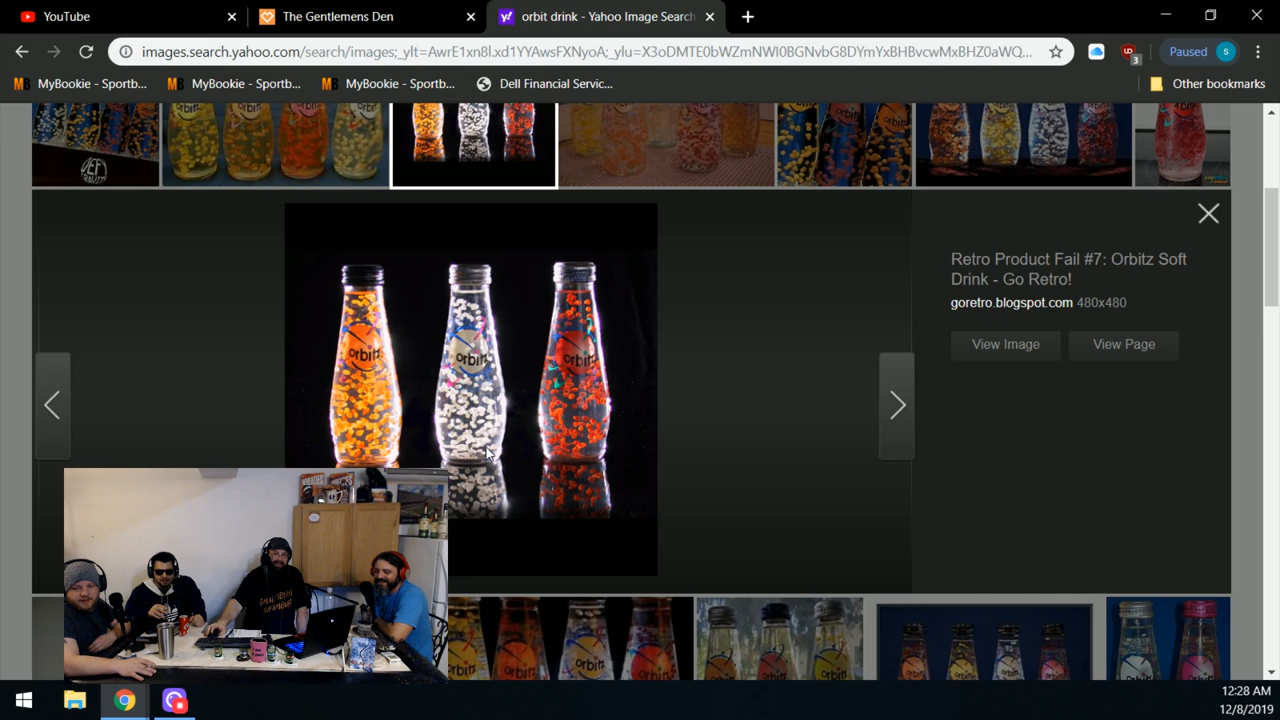 YouTube
The Gentlemens Den
orbit drink - Yahoo Image Search
images.search.yahoo.com/search/images;_ylt=AwrE1xn8lxd1YYAwsFXNyoA;_ylu=X3oDMTE0bWZmNWI0BGNvbG8DYmYxBHBvcwMxBHZ0aWQ...
3
Paused
s
MyBookie - Sportb...
MyBookie - Sportb...
MyBookie - Sportb...
Dell Financial Servic...
Other bookmarks
orbitz
orbitz
orbitz
Retro Product Fail #7: Orbitz Soft
Drink - Go Retro!
goretro.blogspot.com 480x480
View Image
View Page
12:28 AM
12/8/2019